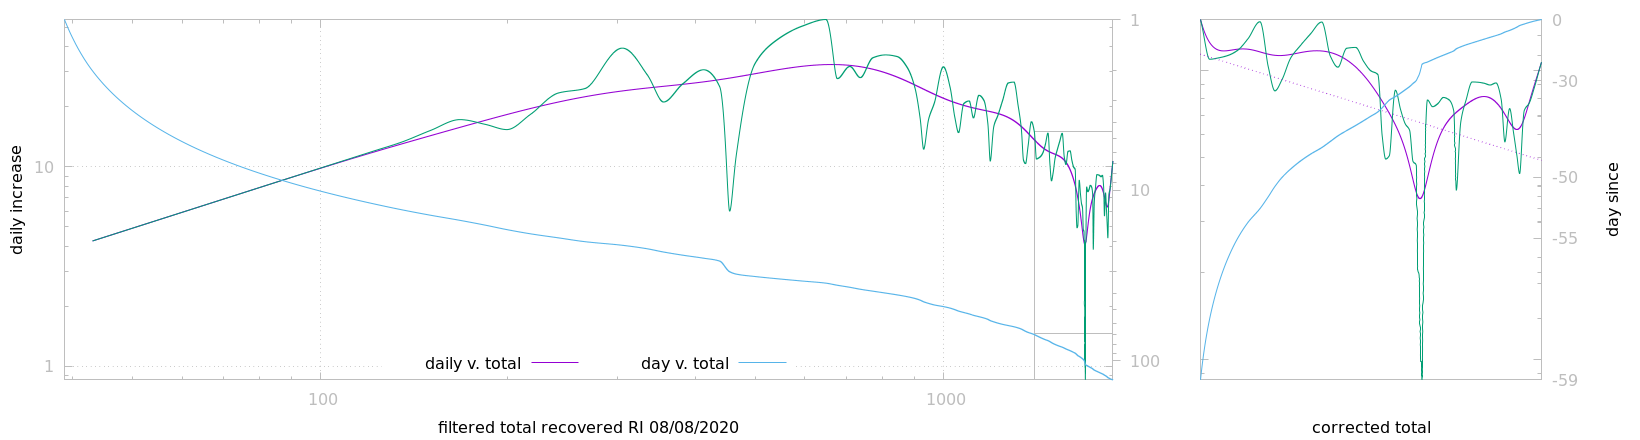 daily increase
10
1
100
1000
1
10
100
daily v. total
day v. total
filtered total recovered RI 08/08/2020
0
-30
-50
-55
-59
day since
corrected total